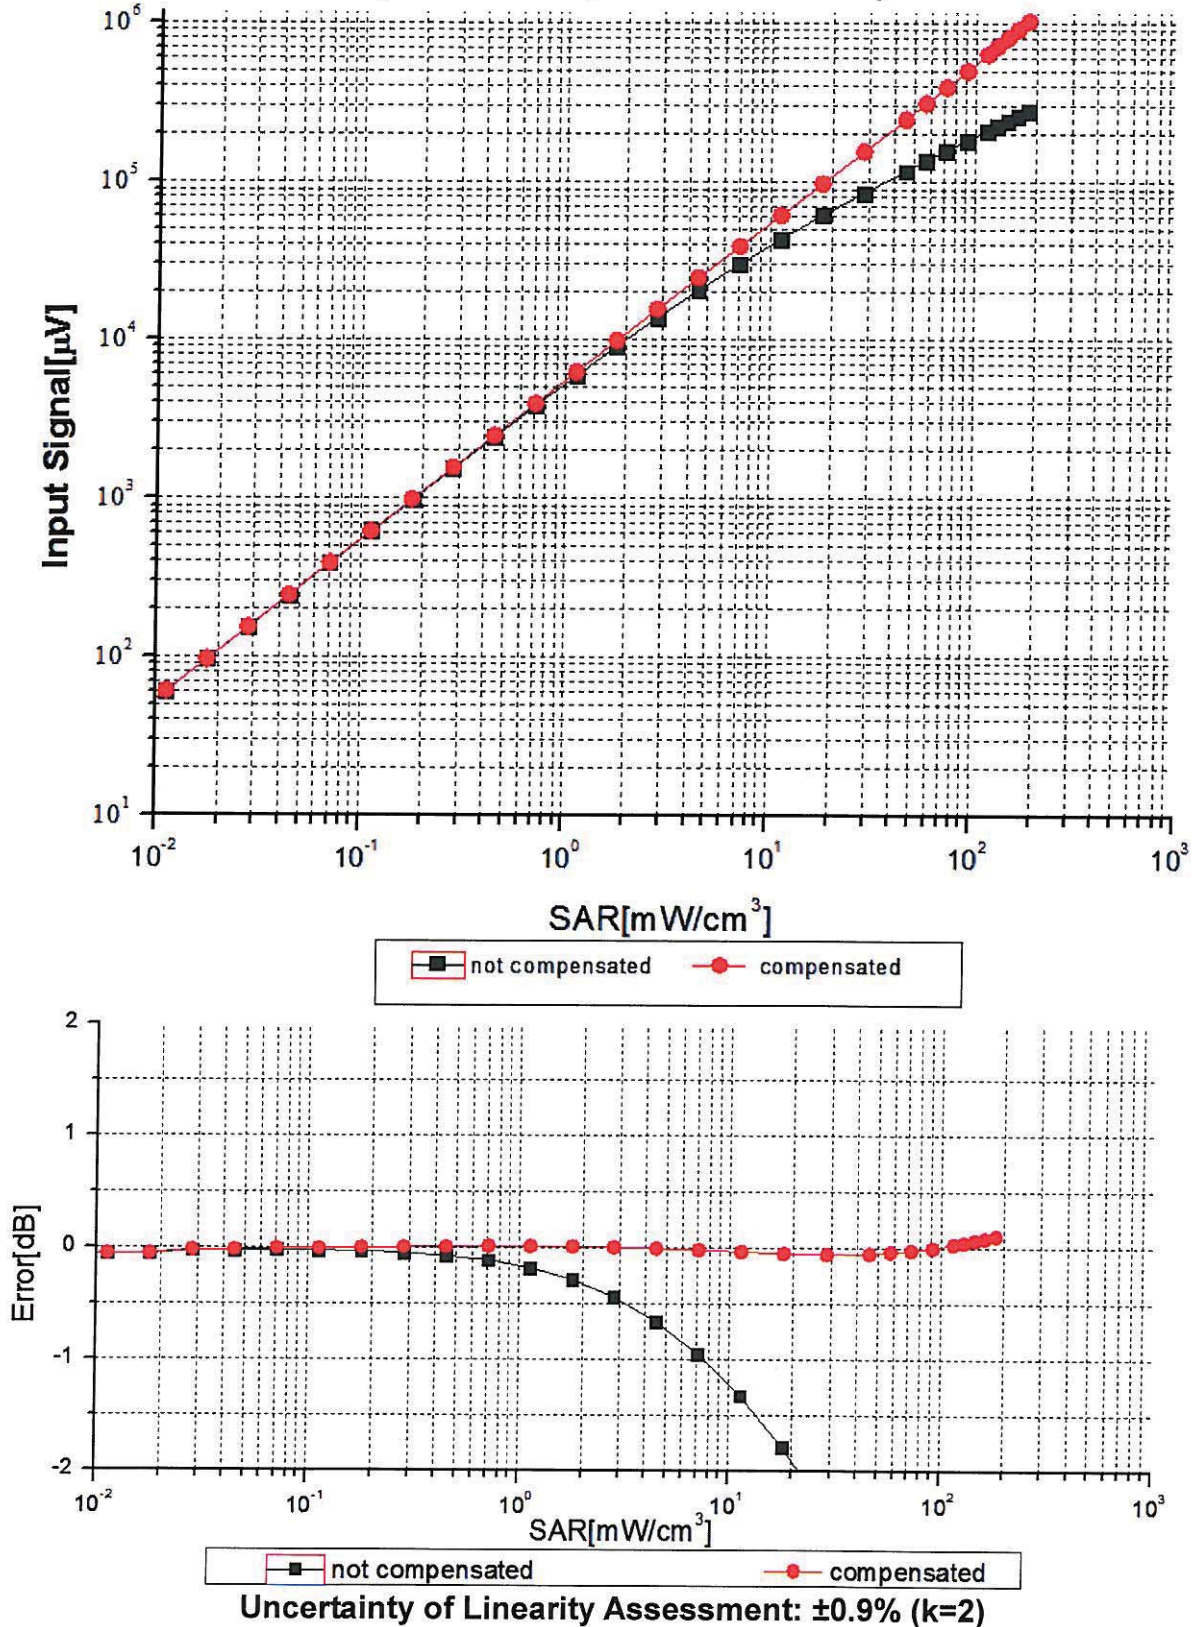 10⁶
10⁵
10⁴
10³
10²
10¹
Input Signal[µV]
10⁻² 10⁻¹ 10⁰ 10¹ 10² 10³
SAR[mW/cm³]
not compensated compensated
2
1
0
-1
-2
Error[dB]
10⁻² 10⁻¹ 10⁰ 10¹ 10² 10³
SAR[mW/cm³]
not compensated compensated
Uncertainty of Linearity Assessment: ±0.9% (k=2)